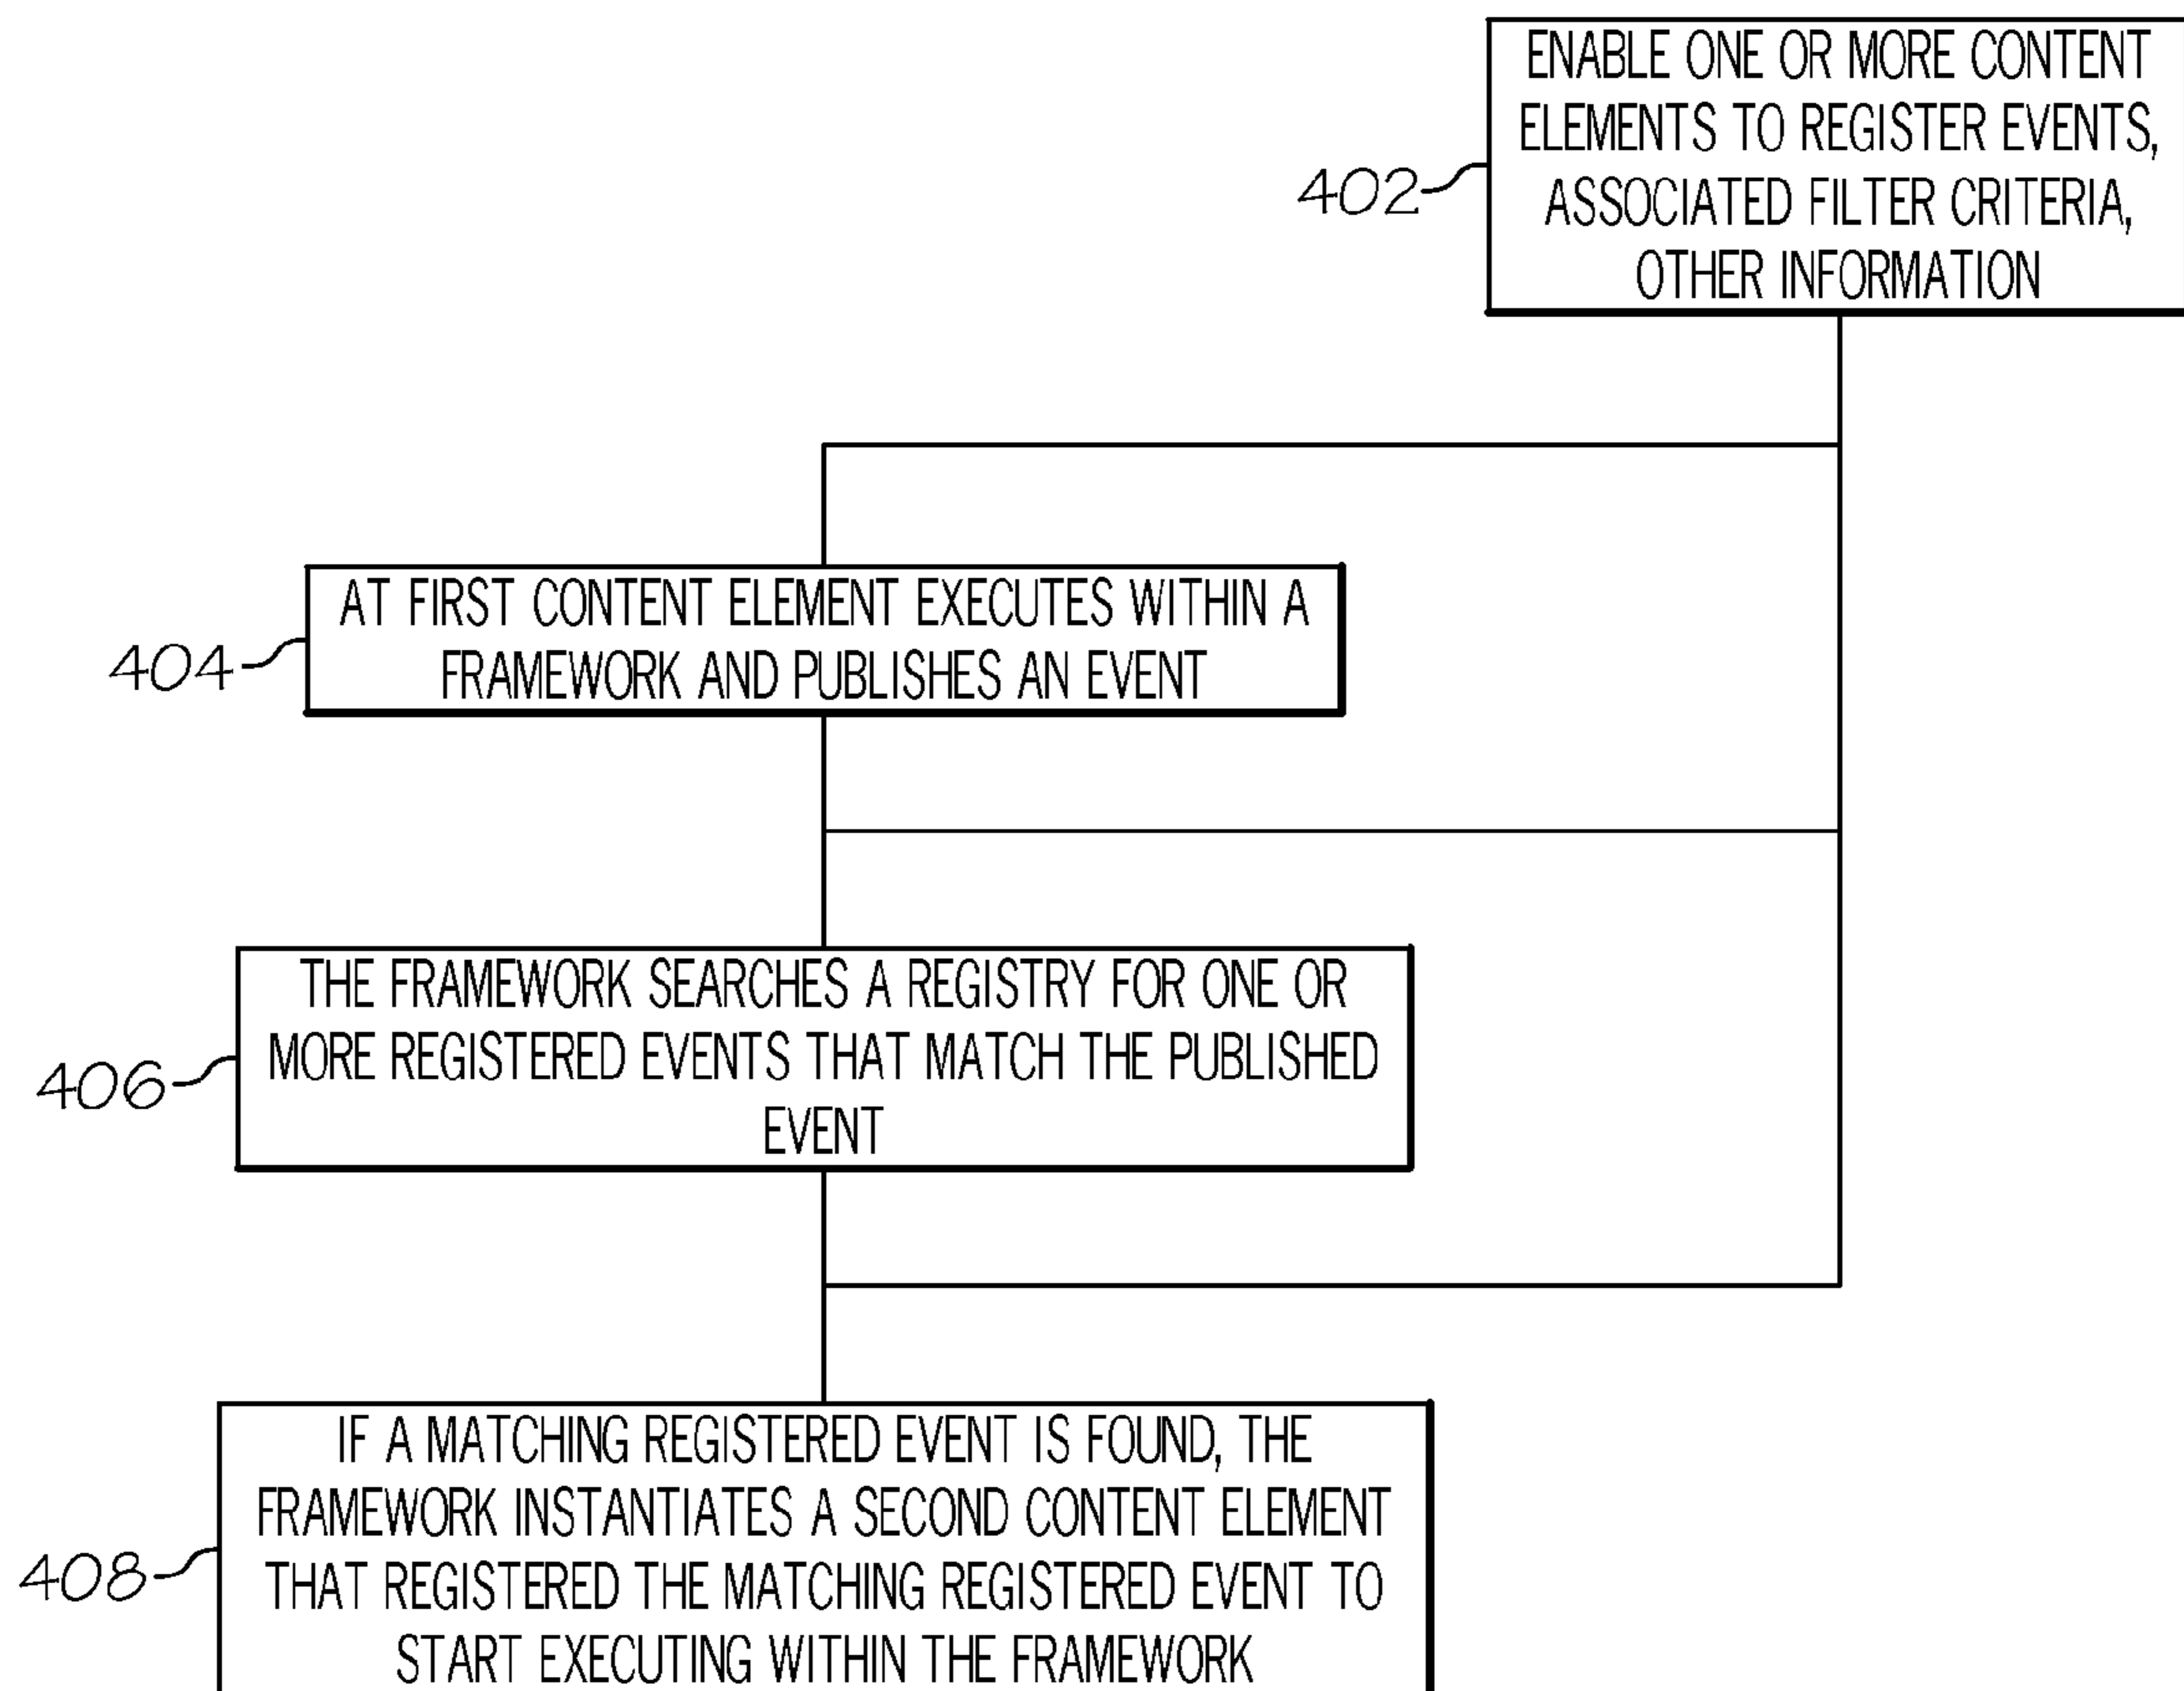 ENABLE ONE OR MORE CONTENT
ELEMENTS TO REGISTER EVENTS,
ASSOCIATED FILTER CRITERIA,
OTHER INFORMATION
402
AT FIRST CONTENT ELEMENT EXECUTES WITHIN A
FRAMEWORK AND PUBLISHES AN EVENT
404
THE FRAMEWORK SEARCHES A REGISTRY FOR ONE OR
MORE REGISTERED EVENTS THAT MATCH THE PUBLISHED
EVENT
406
IF A MATCHING REGISTERED EVENT IS FOUND, THE
FRAMEWORK INSTANTIATES A SECOND CONTENT ELEMENT
THAT REGISTERED THE MATCHING REGISTERED EVENT TO
START EXECUTING WITHIN THE FRAMEWORK
408